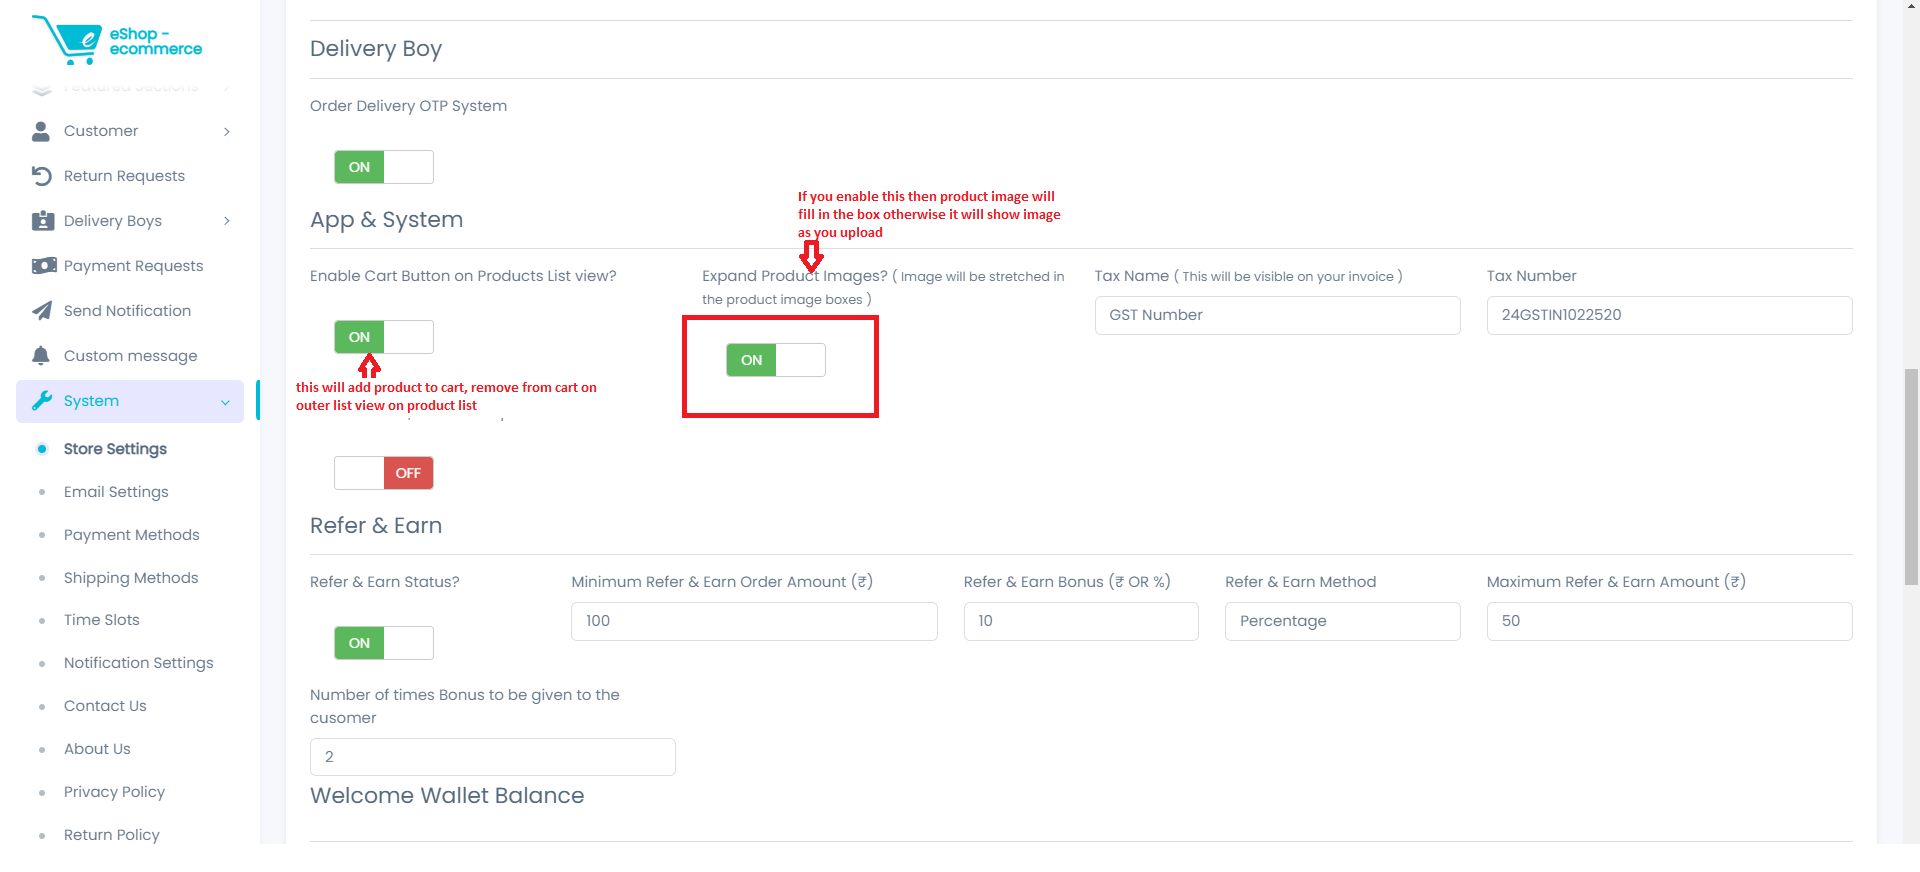 eShop -
ecommerce
Featured Sections
Customer
Return Requests
Delivery Boys
Payment Requests
Send Notification
Custom message
System
Store Settings
Email Settings
Payment Methods
Shipping Methods
Time Slots
Notification Settings
Contact Us
About Us
Privacy Policy
Return Policy
Delivery Boy
Order Delivery OTP System
ON
App & System
If you enable this then product image will
fill in the box otherwise it will show image
as you upload
Enable Cart Button on Products List view?
ON
this will add product to cart, remove from cart on
outer list view on product list
Expand Product Images? ( Image will be stretched in
the product image boxes )
ON
Tax Name ( This will be visible on your invoice )
GST Number
Tax Number
24GSTIN1022520
OFF
Refer & Earn
Refer & Earn Status?
ON
Minimum Refer & Earn Order Amount (₹)
100
Refer & Earn Bonus (₹ OR %)
10
Refer & Earn Method
Percentage
Maximum Refer & Earn Amount (₹)
50
Number of times Bonus to be given to the
cusomer
2
Welcome Wallet Balance